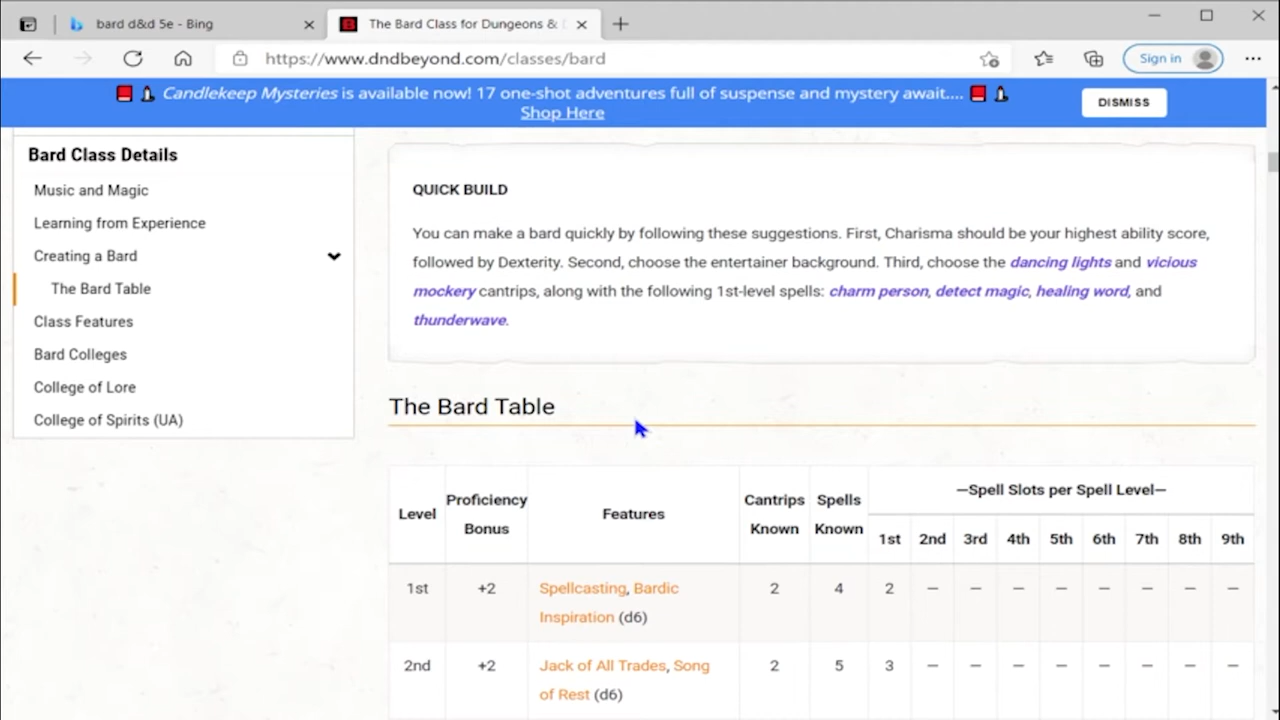 bard d&d 5e - Bing
The Bard Class for Dungeons &
https://www.dndbeyond.com/classes/bard
Sign in
Candlekeep Mysteries is available now! 17 one-shot adventures full of suspense and mystery await....
Shop Here
DISMISS
Bard Class Details
Music and Magic
Learning from Experience
Creating a Bard
The Bard Table
Class Features
Bard Colleges
College of Lore
College of Spirits (UA)
QUICK BUILD
You can make a bard quickly by following these suggestions. First, Charisma should be your highest ability score,
followed by Dexterity. Second, choose the entertainer background. Third, choose the dancing lights and vicious
mockery cantrips, along with the following 1st-level spells: charm person, detect magic, healing word, and
thunderwave.
The Bard Table
Level Proficiency Bonus Features Cantrips Known Spells Known —Spell Slots per Spell Level—
1st 2nd 3rd 4th 5th 6th 7th 8th 9th
1st +2 Spellcasting, Bardic 2 4 2 — — — — — — — —
Inspiration (d6)
2nd +2 Jack of All Trades, Song 2 5 3 — — — — — — — —
of Rest (d6)